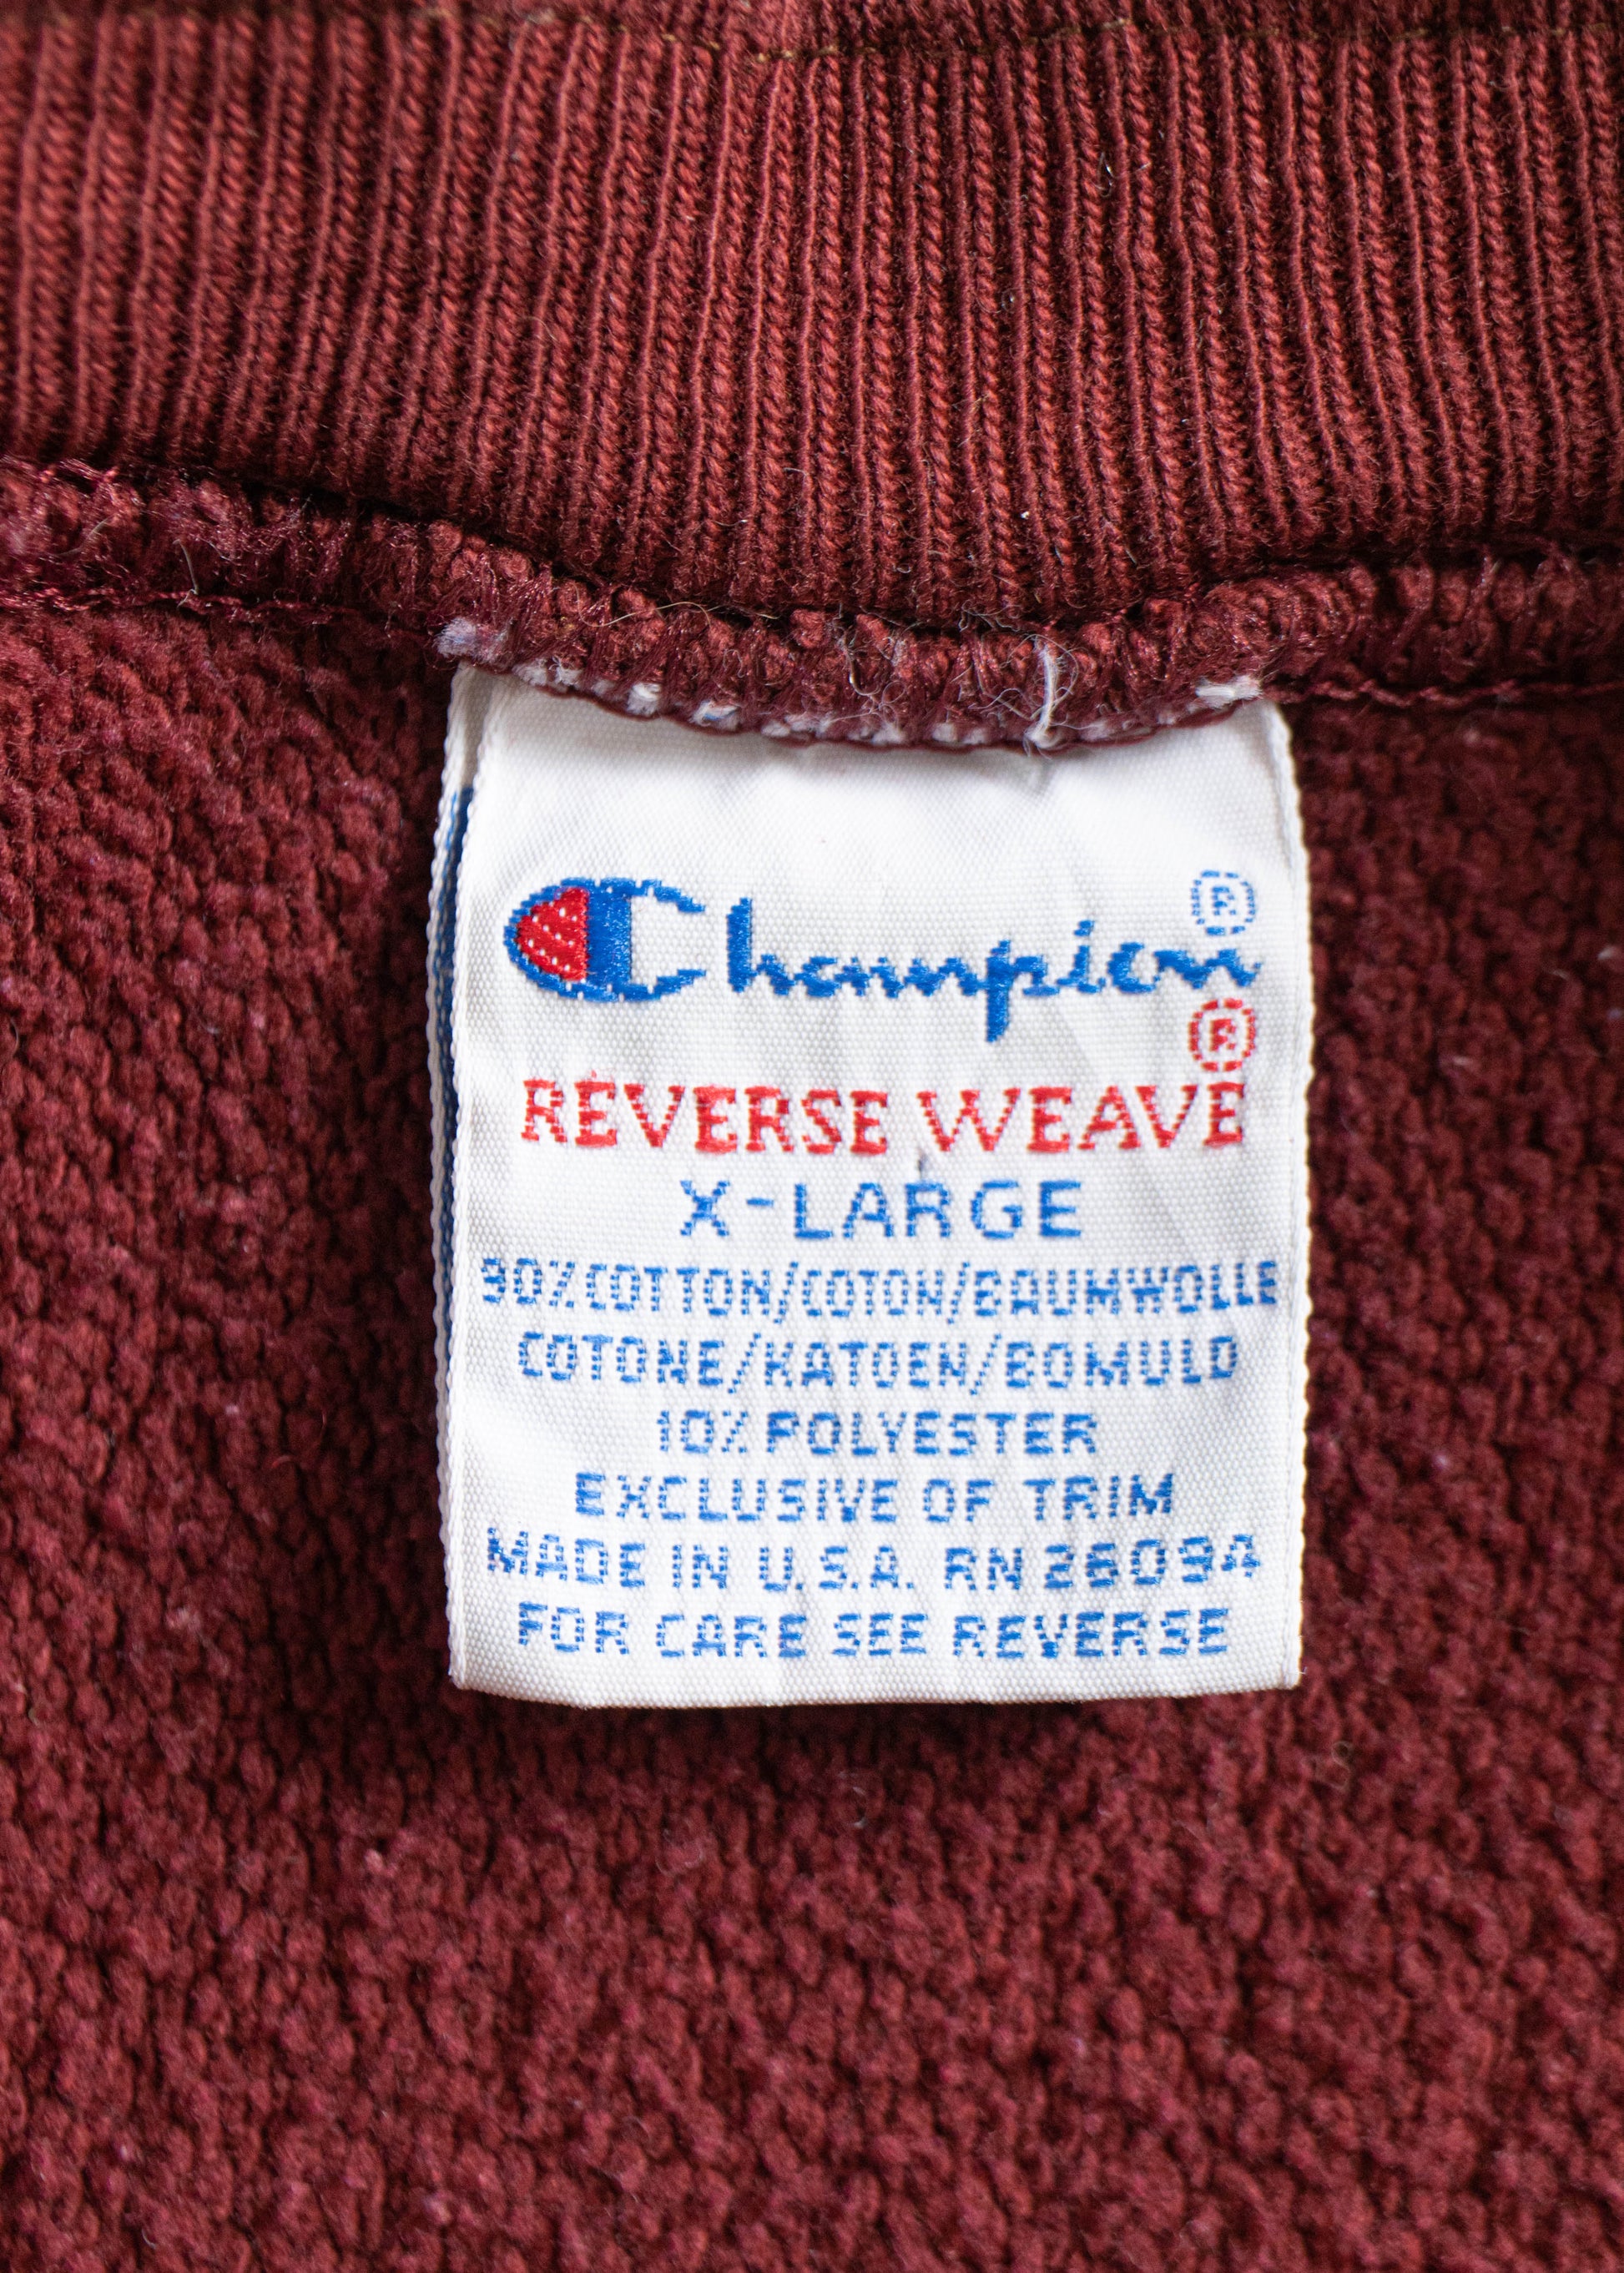 Champion®
®
REVERSE WEAVE
X-LARGE
90% COTTON/COTON/BAUMWOLLE
COTONE/KATOEN/BOMULD
10% POLYESTER
EXCLUSIVE OF TRIM
MADE IN U.S.A. RN 26094
FOR CARE SEE REVERSE